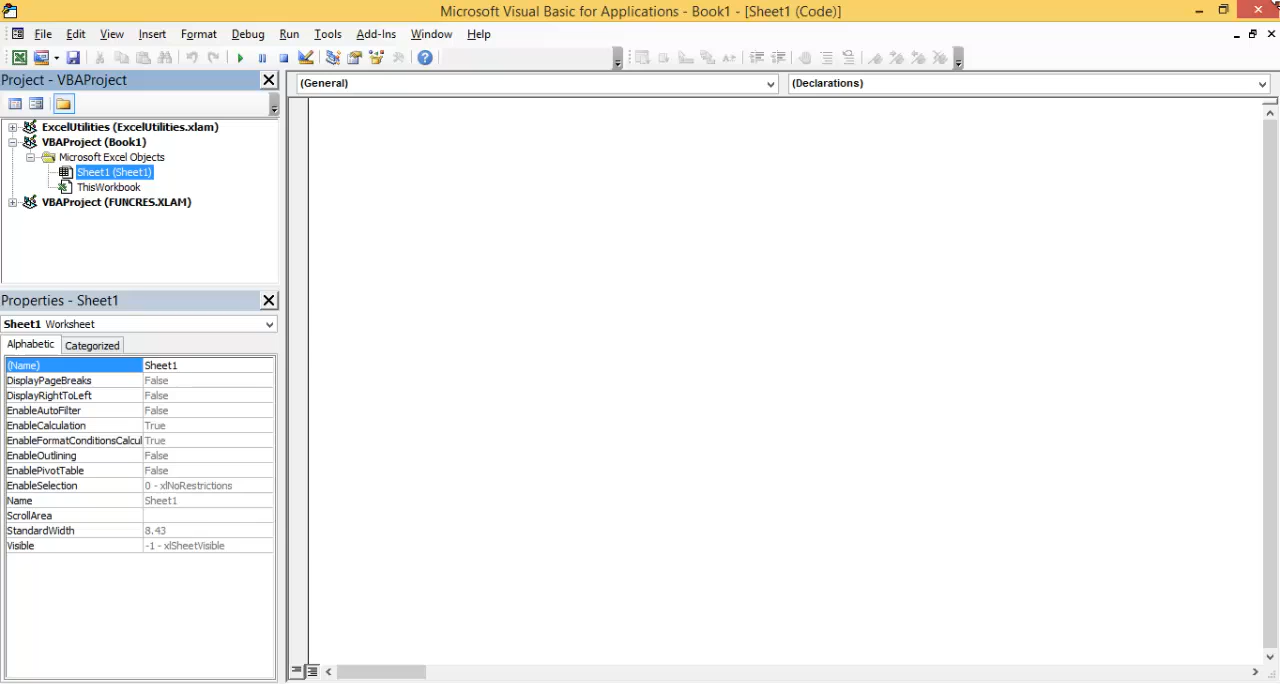 Microsoft Visual Basic for Applications - Book1 - [Sheet1 (Code)]
File Edit View Insert Format Debug Run Tools Add-Ins Window Help
Project - VBAProject
(General) (Declarations)
ExcelUtilities (ExcelUtilities.xlam)
VBAProject (Book1)
Microsoft Excel Objects
Sheet1 (Sheet1)
ThisWorkbook
VBAProject (FUNCRES.XLAM)
Properties - Sheet1
Sheet1 Worksheet
Alphabetic Categorized
(Name) Sheet1
DisplayPageBreaks False
DisplayRightToLeft False
EnableAutoFilter False
EnableCalculation True
EnableFormatConditionsCalcul True
EnableOutlining False
EnablePivotTable False
EnableSelection 0 - xlNoRestrictions
Name Sheet1
ScrollArea
StandardWidth 8.43
Visible -1 - xlSheetVisible